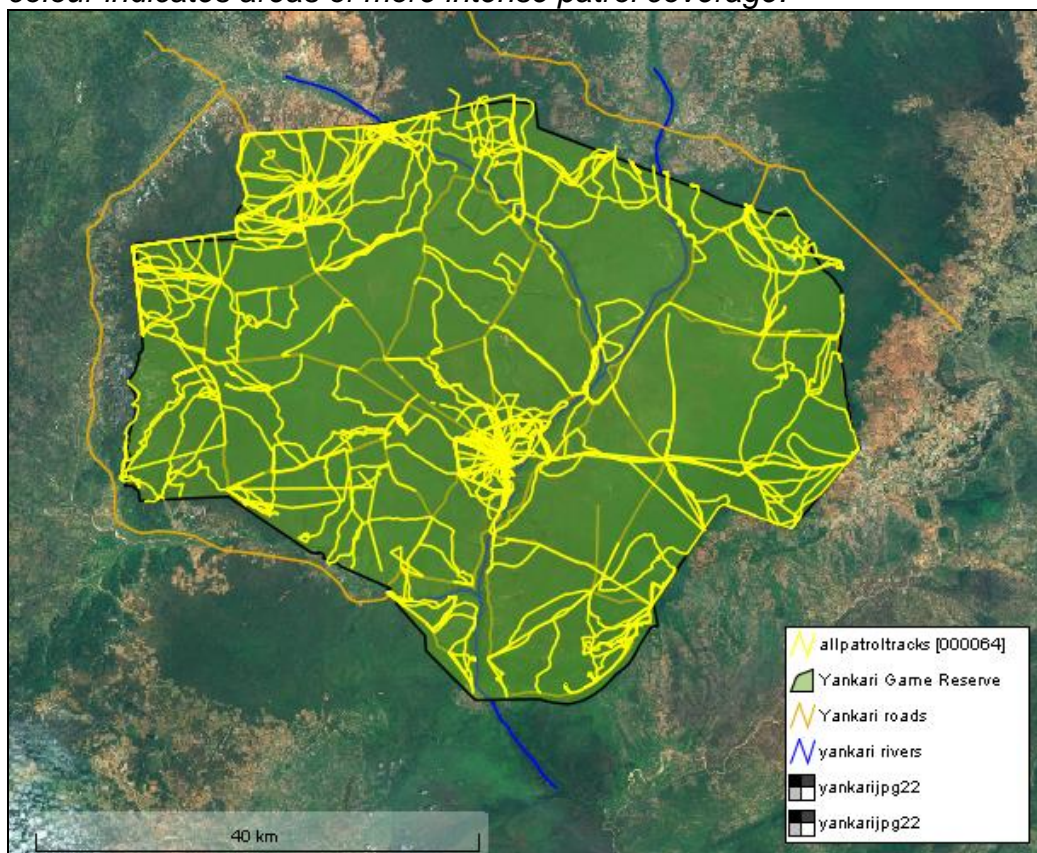 colour indicates areas of more intense patrol coverage.
allpatroltracks [000064]
Yankari Game Reserve
Yankari roads
yankari rivers
yankarijpg22
yankarijpg22
40 km